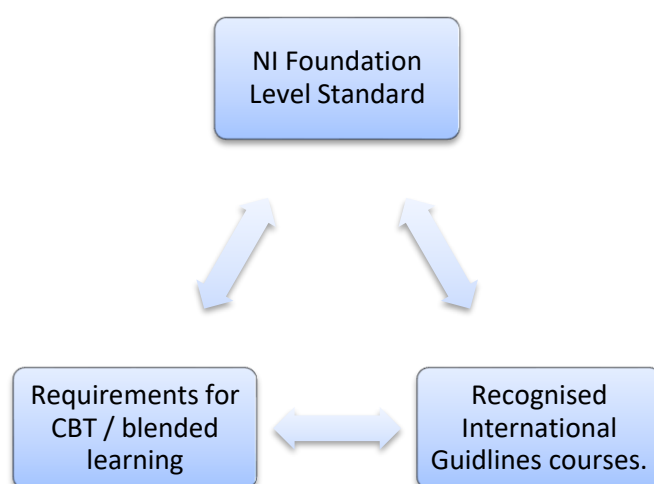 NI Foundation
Level Standard
Requirements for
CBT / blended
learning
Recognised
International
Guidlines courses.